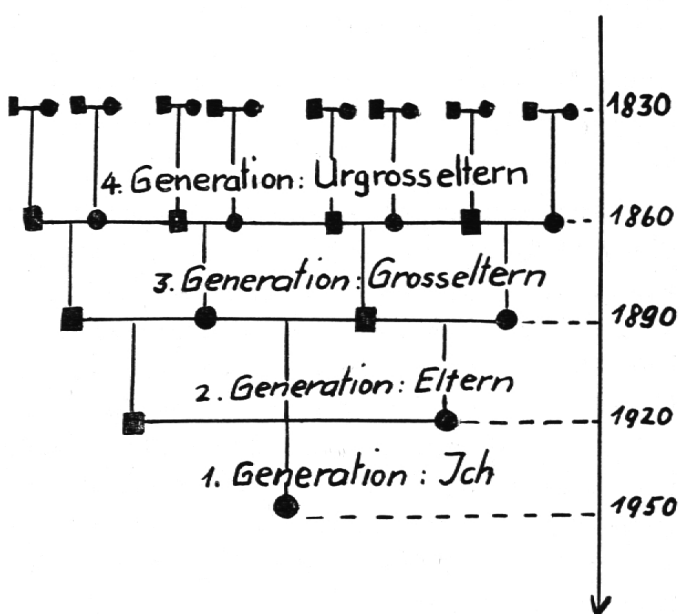 1830
4. Generation: Urgrosseltern
1860
3. Generation: Grosseltern
1890
2. Generation: Eltern
1920
1. Generation: Ich
1950